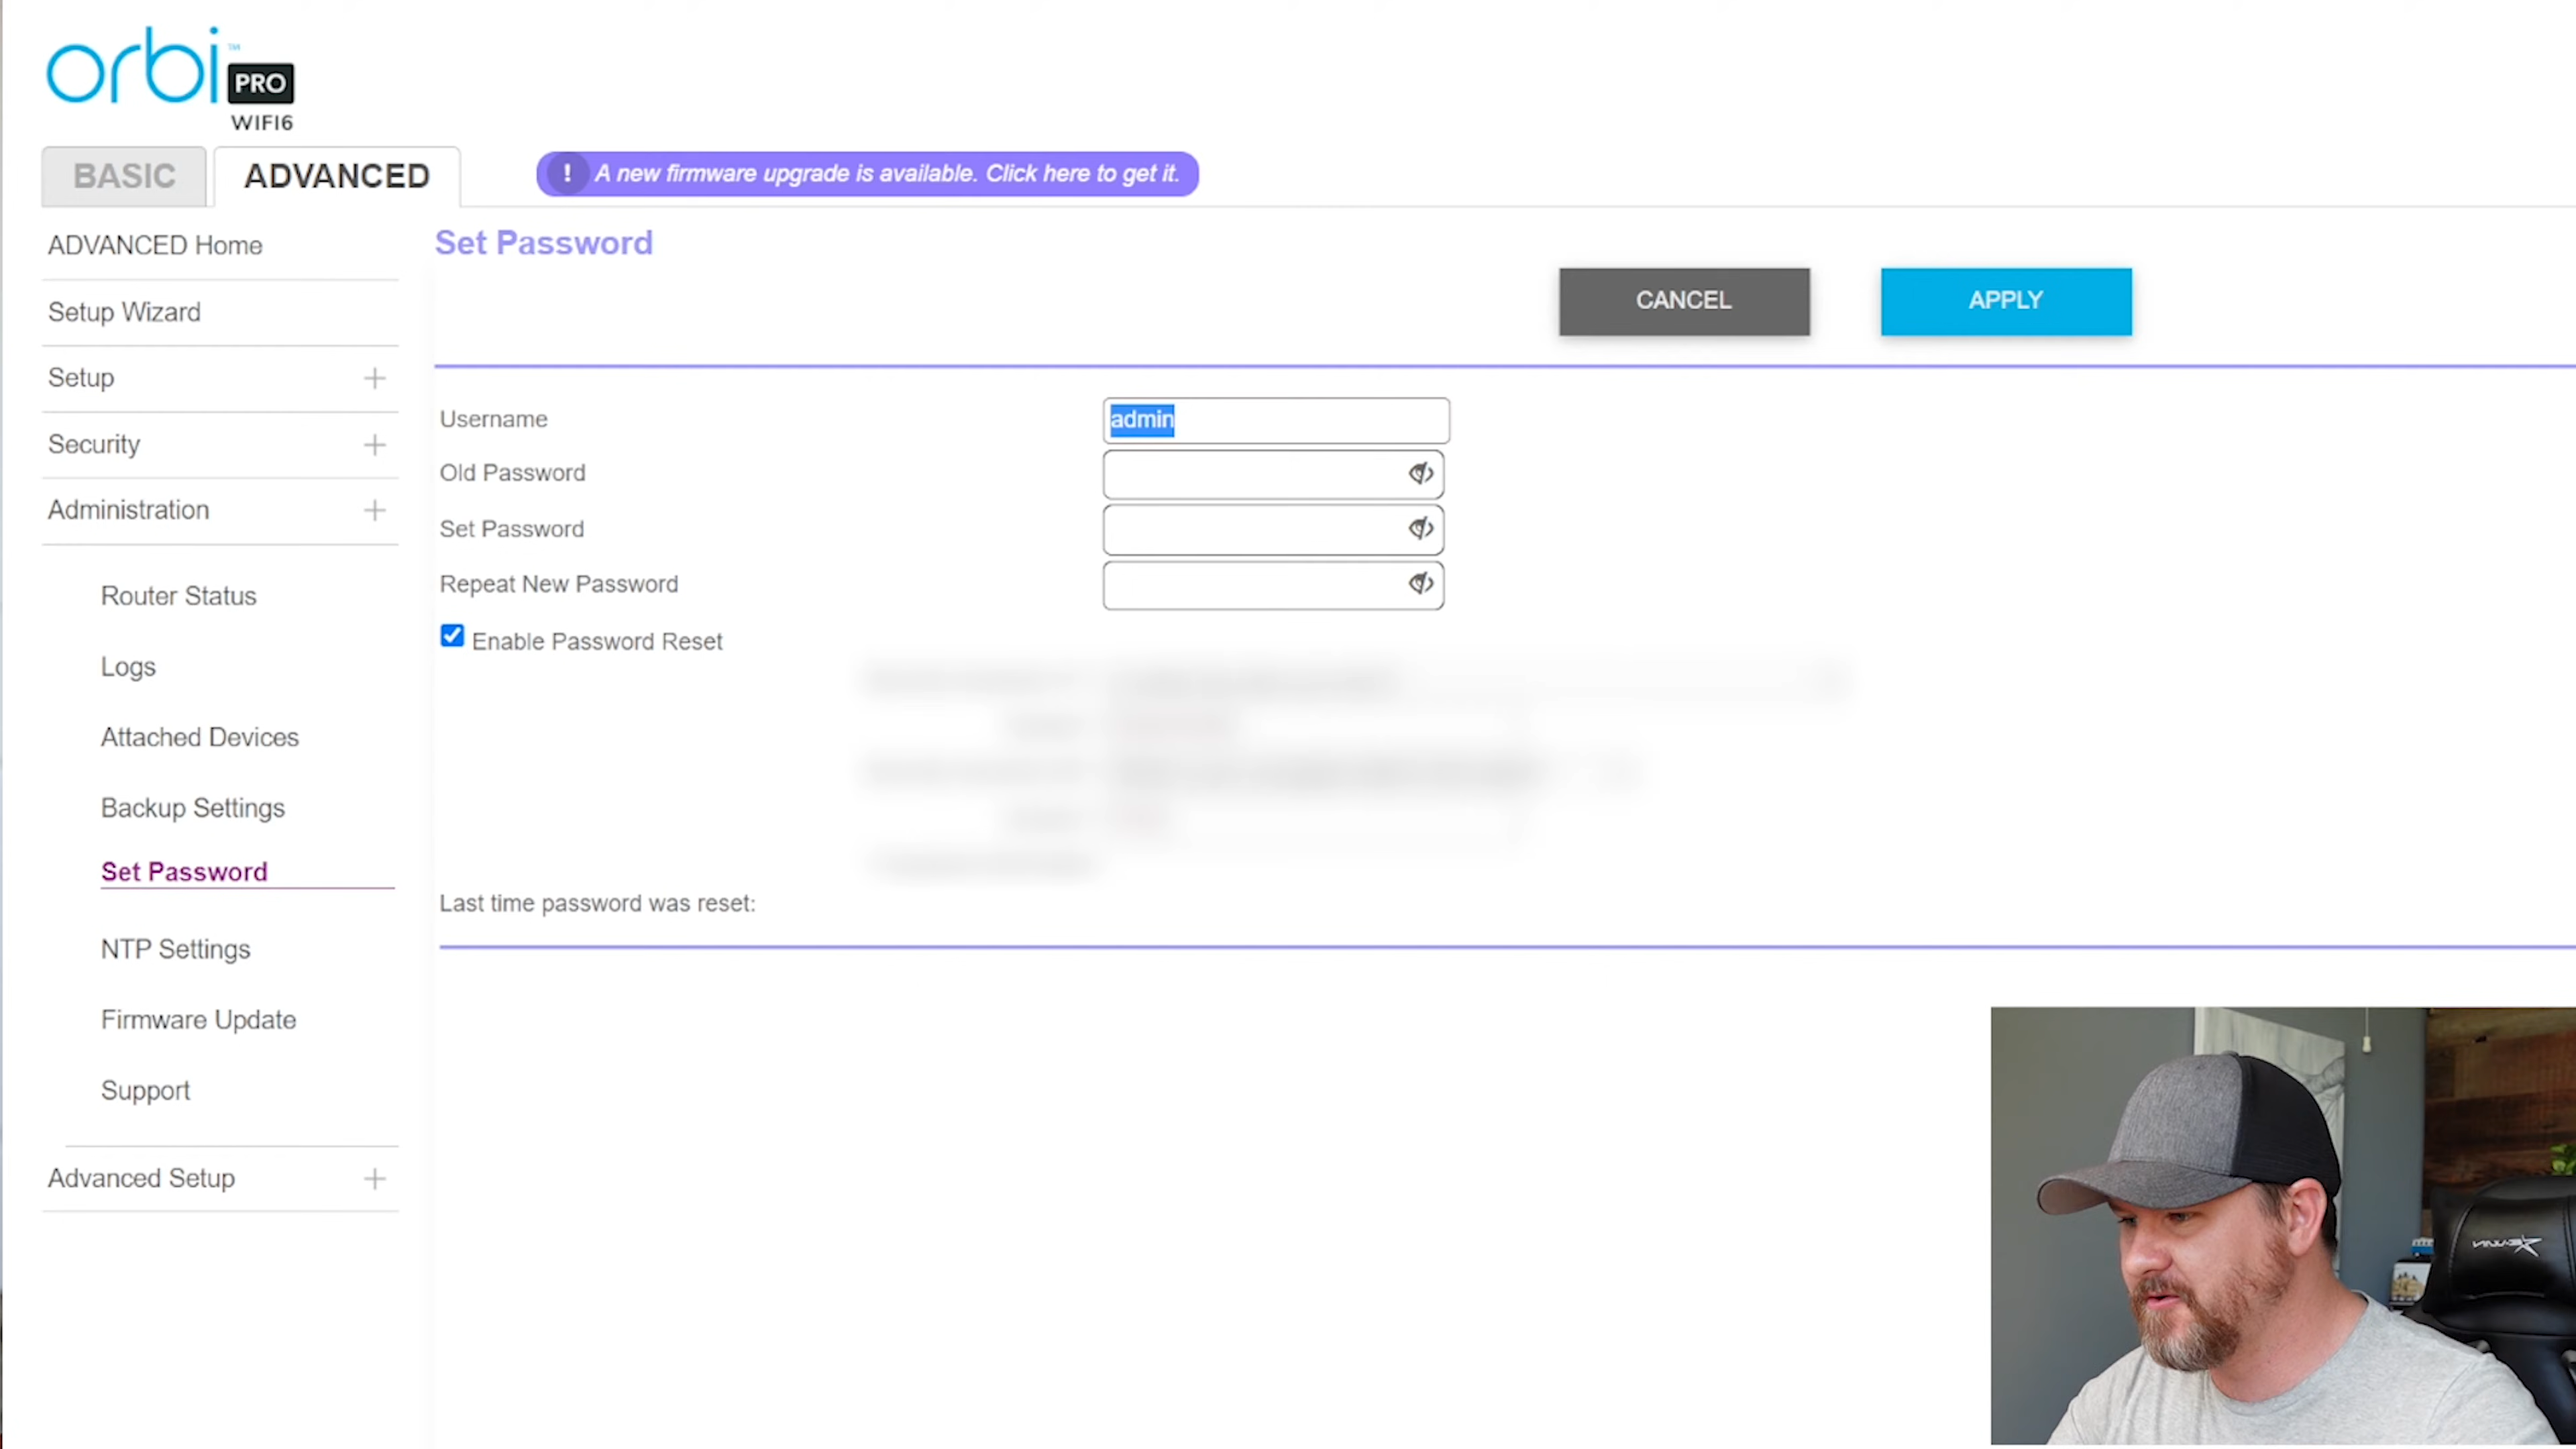 orbi™
PRO
WIFI6
BASIC
ADVANCED
! A new firmware upgrade is available. Click here to get it.
ADVANCED Home
Setup Wizard
Setup
Security
Administration
Router Status
Logs
Attached Devices
Backup Settings
Set Password
NTP Settings
Firmware Update
Support
Advanced Setup
Set Password
CANCEL
APPLY
Username
admin
Old Password
Set Password
Repeat New Password
Enable Password Reset
Last time password was reset: